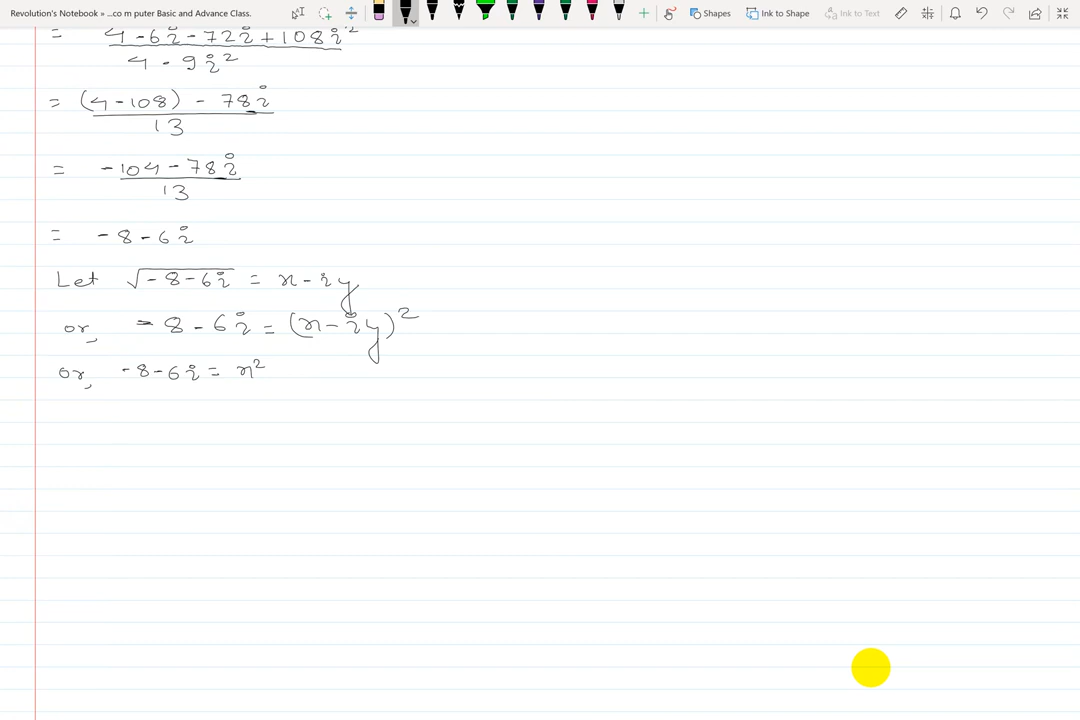 Revolution's Notebook » ...co m puter Basic and Advance Class.
Shapes
Ink to Shape
Ink to Text
= 4 - 6i - 72i + 108i²
4 - 9i²
= (4 - 108) - 78i
13
= -104 - 78i
13
= -8 - 6i
Let √-8-6i = x - iy
or, -8 - 6i = (x - iy)²
or, -8 - 6i = x²